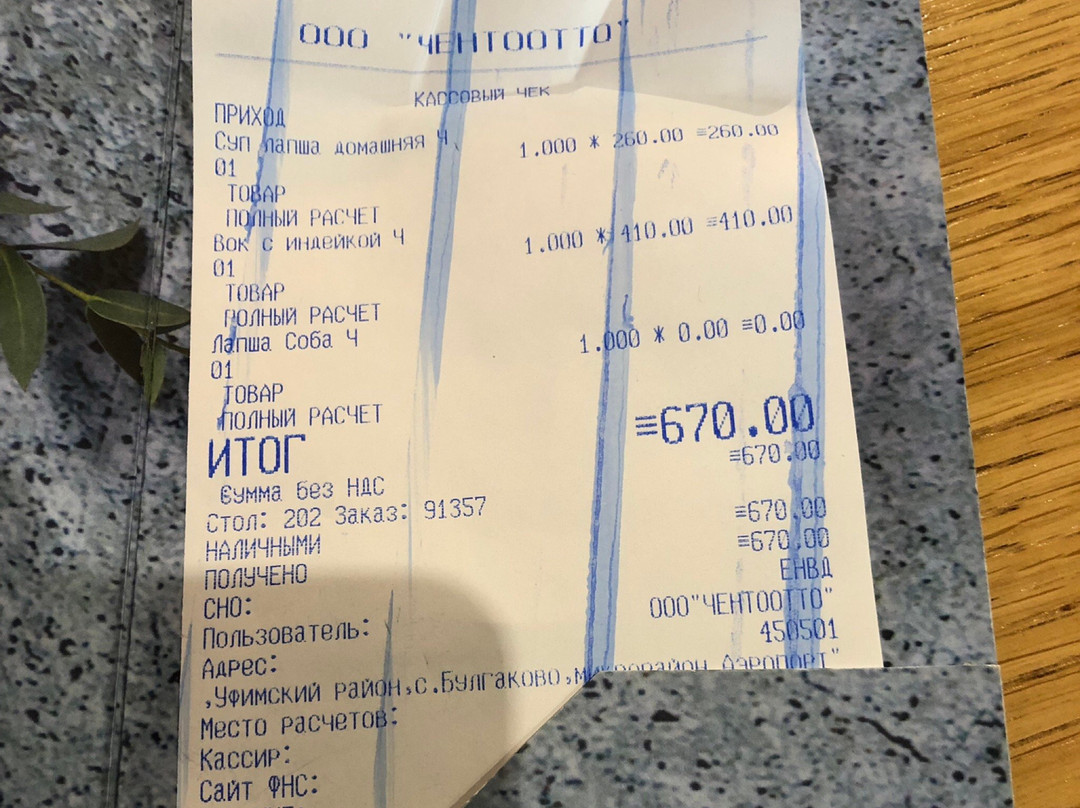 ООО "ЧЕНТООТТО"
КАССОВЫЙ ЧЕК
ПРИХОД
Суп лапша домашняя Ч 1.000 * 260.00 ≡260.00
01
ТОВАР
ПОЛНЫЙ РАСЧЕТ
Вок с индейкой Ч 1.000 * 410.00 ≡410.00
01
ТОВАР
ПОЛНЫЙ РАСЧЕТ
Лапша Соба Ч 1.000 * 0.00 ≡0.00
01
ТОВАР
ПОЛНЫЙ РАСЧЕТ
ИТОГ ≡670.00
Сумма без НДС ≡670.00
Стол: 202 Заказ: 91357
НАЛИЧНЫМИ ≡670.00
ПОЛУЧЕНО ≡670.00
СНО: ЕНВД
Пользователь: ООО"ЧЕНТООТТО"
Адрес: 450501
,Уфимский район,с.Булгаково,микрорайон Аэропорт"
Место расчетов:
Кассир:
Сайт ФНС: